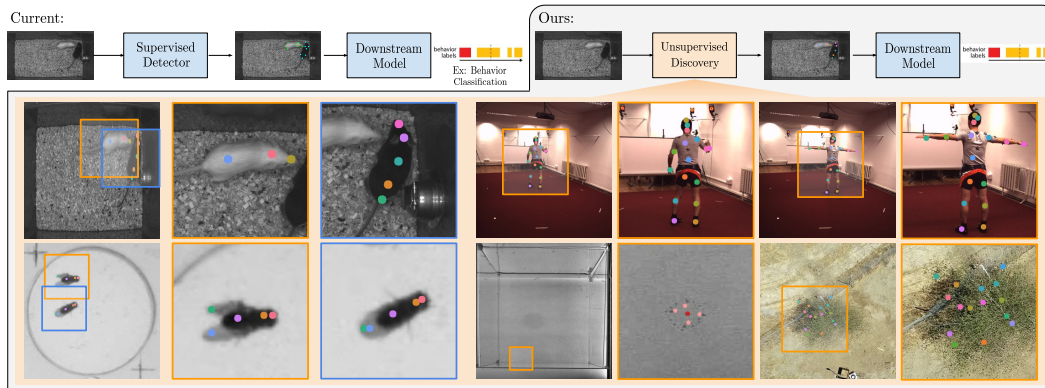 Current:
Supervised
Detector
Downstream
Model
behavior
labels
Ex: Behavior
Classification
Ours:
Unsupervised
Discovery
Downstream
Model
behavior
labels